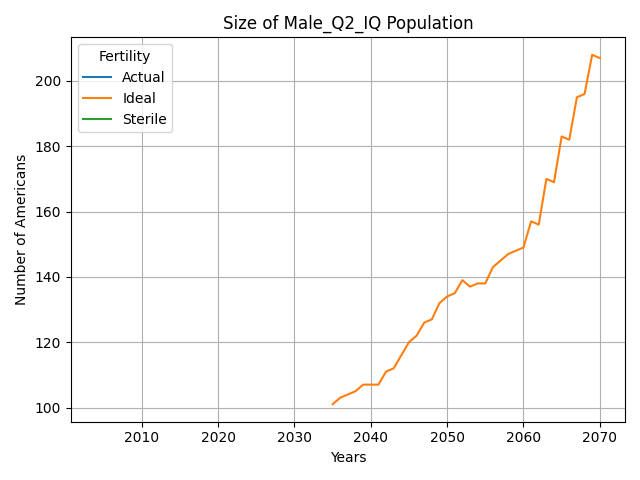 Size of Male_Q2_IQ Population
Fertility
Actual
Ideal
Sterile
Number of Americans
200
180
160
140
120
100
2010 2020 2030 2040 2050 2060 2070
Years